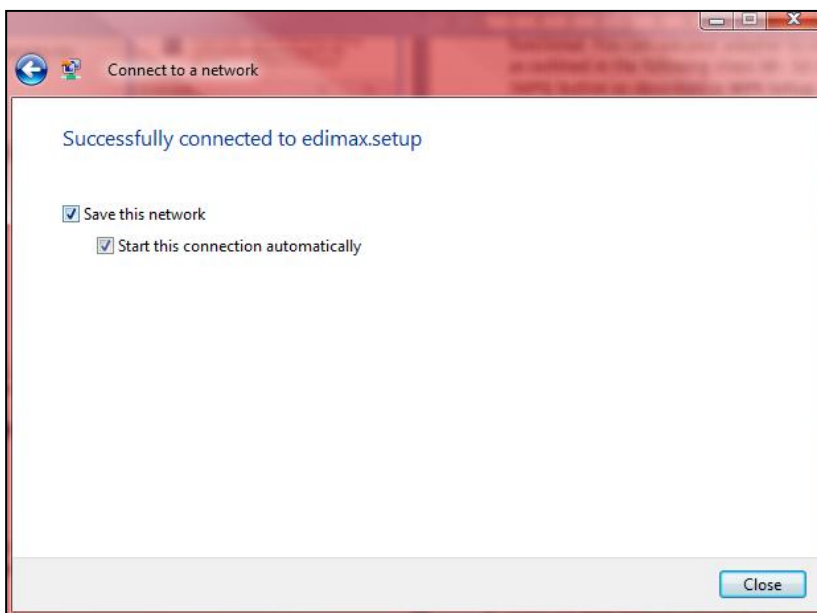 Connect to a network
Successfully connected to edimax.setup
Save this network
Start this connection automatically
Close